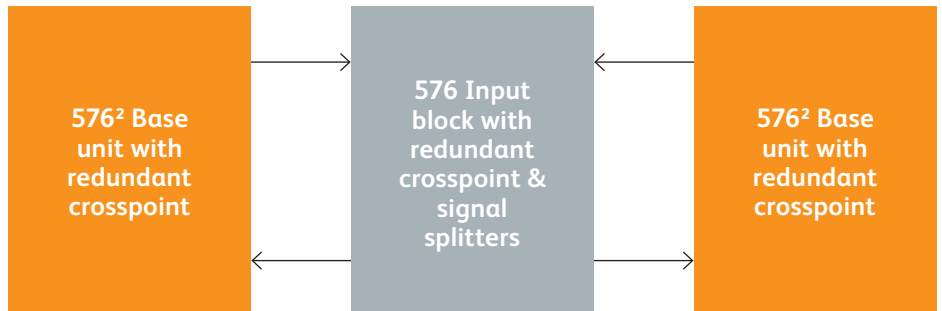 576² Base
unit with
redundant
crosspoint
576 Input
block with
redundant
crosspoint &
signal
splitters
576² Base
unit with
redundant
crosspoint